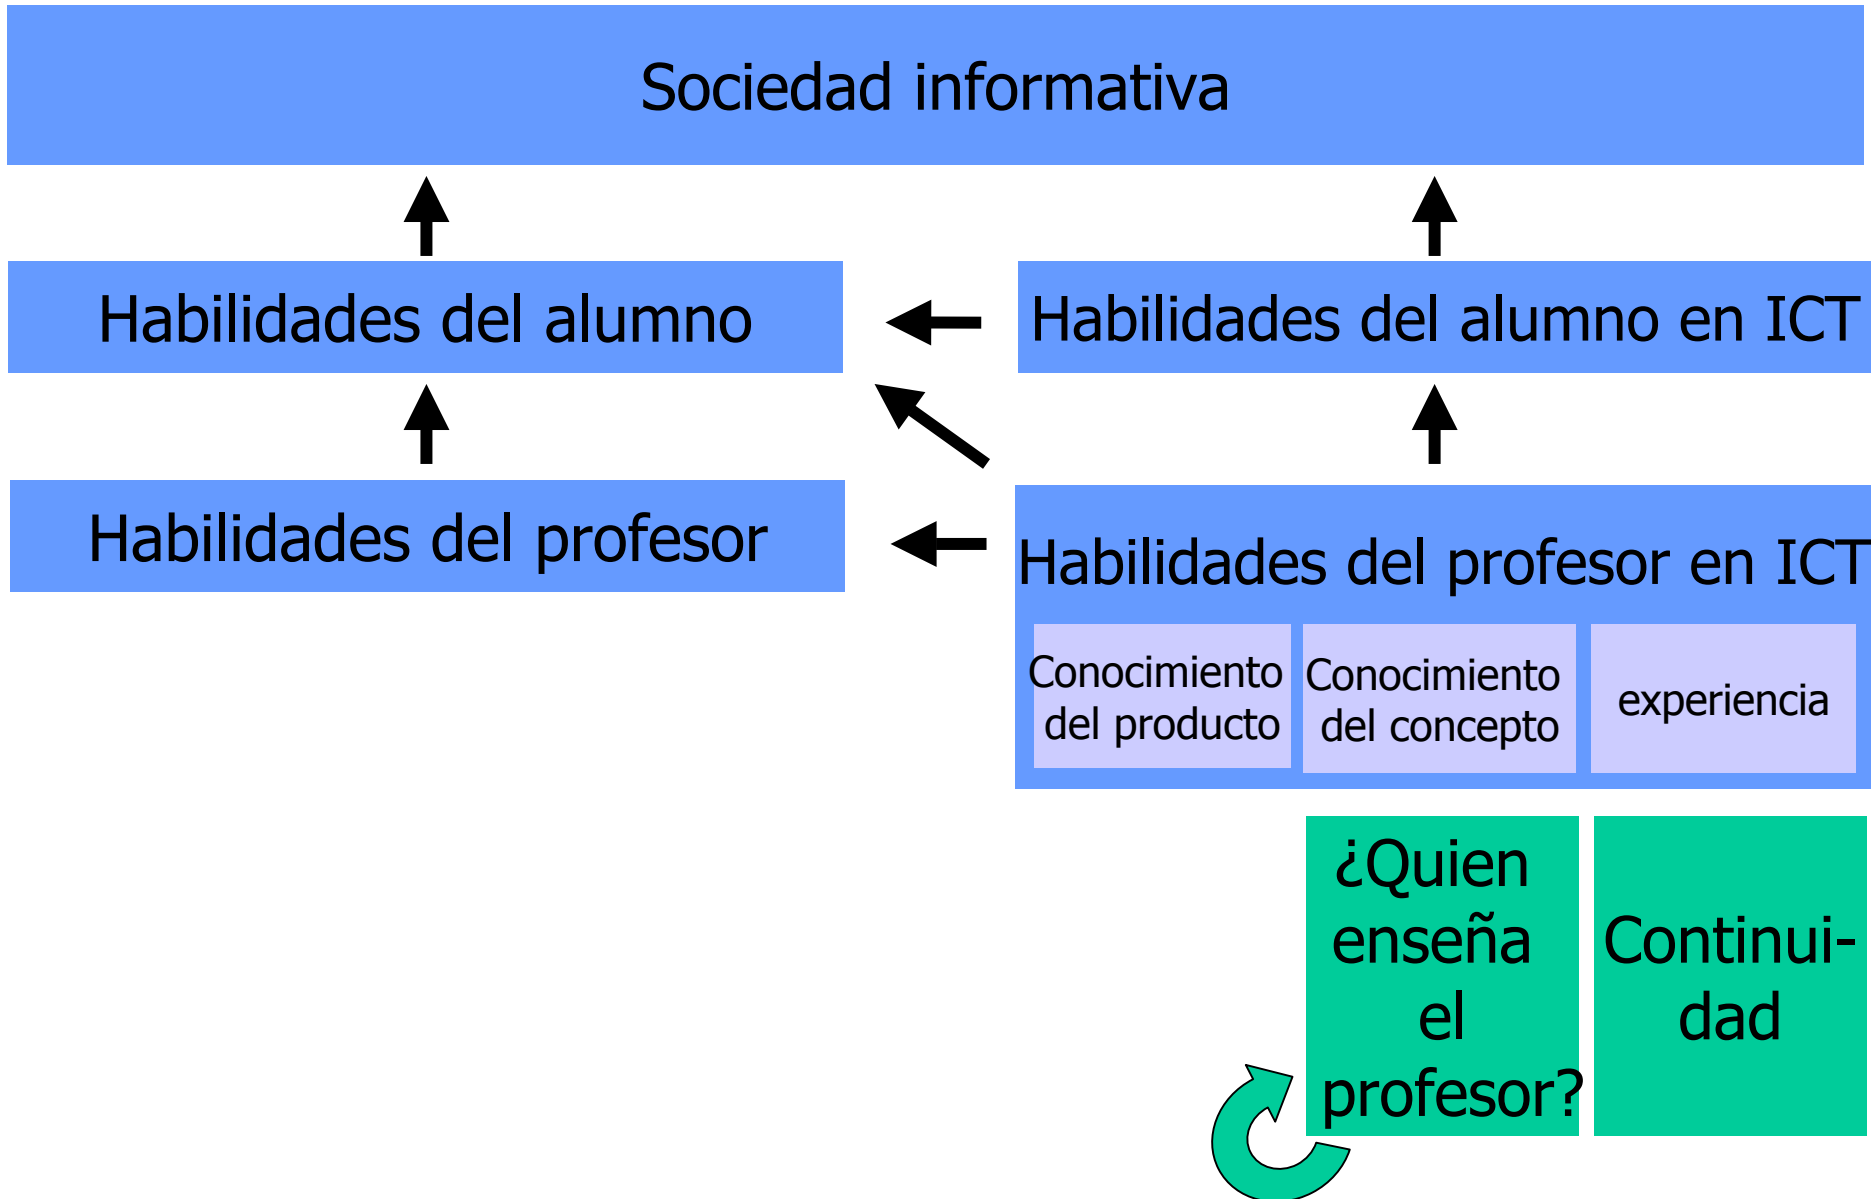 Sociedad informativa
Habilidades del alumno
Habilidades del alumno en ICT
Habilidades del profesor
Habilidades del profesor en ICT
Conocimiento
del producto
Conocimiento
del concepto
experiencia
¿Quien
enseña
el
profesor?
Continui-
dad